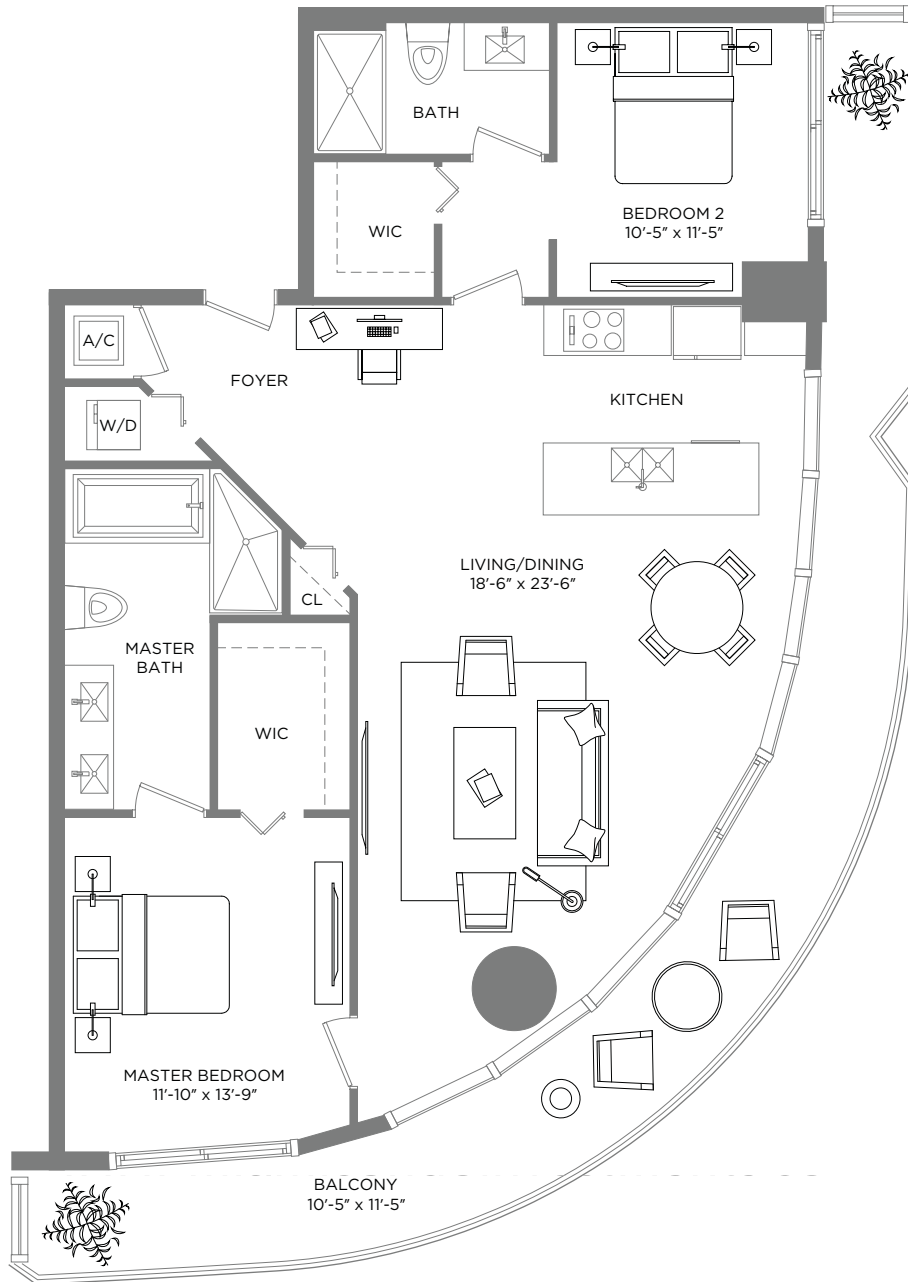 BATH
WIC
BEDROOM 2
10'-5" x 11'-5"
A/C
FOYER
W/D
KITCHEN
LIVING/DINING
18'-6" x 23'-6"
CL
MASTER
BATH
WIC
MASTER BEDROOM
11'-10" x 13'-9"
BALCONY
10'-5" x 11'-5"